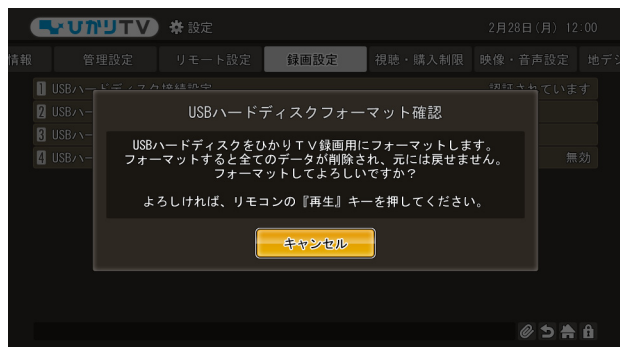 ひかりTV 設定 2月28日(月) 12:00
情報 管理設定 リモート設定 録画設定 視聴・購入制限 映像・音声設定 地デジ
1 USBハードディスク接続設定 認証されています
2 USBハー
3 USBハー
4 USBハー 無効
USBハードディスクフォーマット確認
USBハードディスクをひかりTV録画用にフォーマットします。
フォーマットすると全てのデータが削除され、元には戻せません。
フォーマットしてよろしいですか?
よろしければ、リモコンの『再生』キーを押してください。
キャンセル